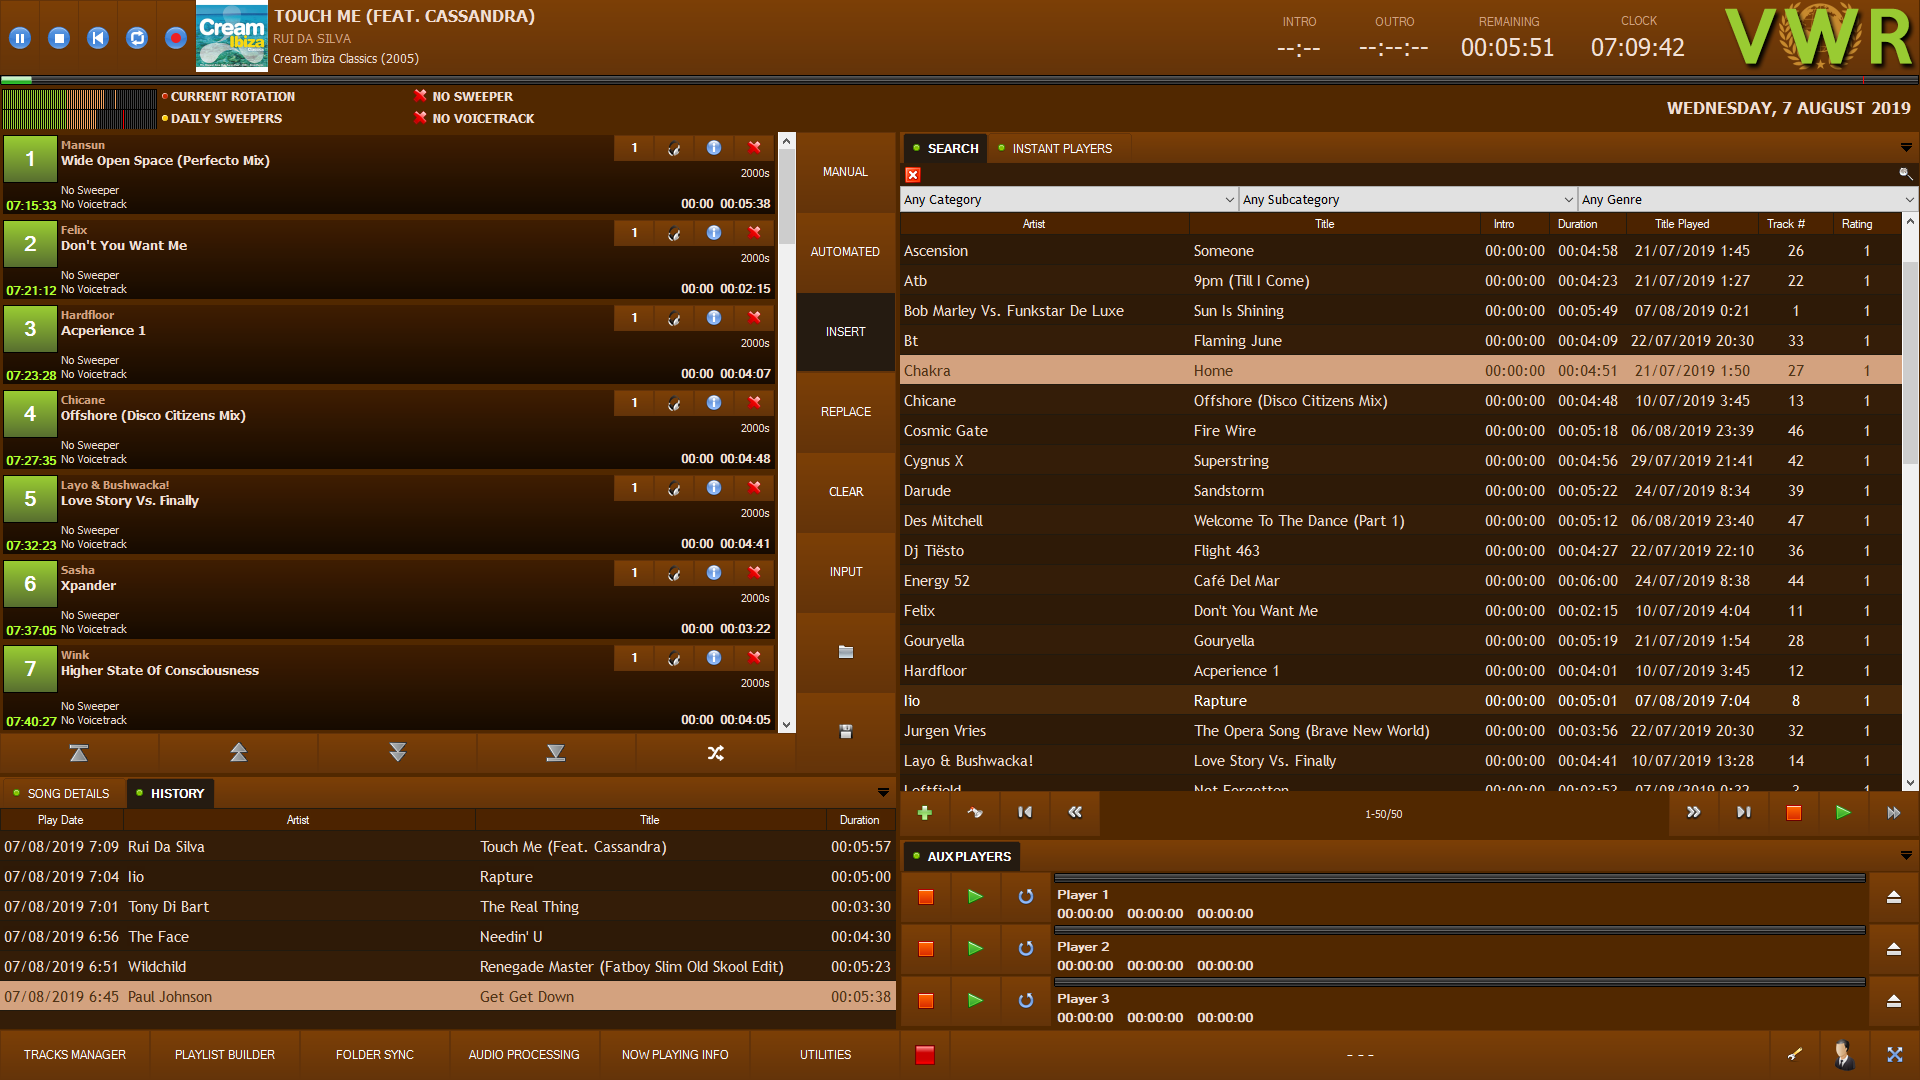 Cream
Ibiza
TOUCH ME (FEAT. CASSANDRA)
RUI DA SILVA
Cream Ibiza Classics (2005)
INTRO
--:--
OUTRO
--:--:--
REMAINING
00:05:51
CLOCK
07:09:42
VWR
CURRENT ROTATION
DAILY SWEEPERS
NO SWEEPER
NO VOICETRACK
WEDNESDAY, 7 AUGUST 2019
1 Mansun 1
Wide Open Space (Perfecto Mix)
2000s
No Sweeper
07:15:33 No Voicetrack 00:00 00:05:38
2 Felix 1
Don't You Want Me
2000s
No Sweeper
07:21:12 No Voicetrack 00:00 00:02:15
3 Hardfloor 1
Acperience 1
2000s
No Sweeper
07:23:28 No Voicetrack 00:00 00:04:07
4 Chicane 1
Offshore (Disco Citizens Mix)
2000s
No Sweeper
07:27:35 No Voicetrack 00:00 00:04:48
5 Layo & Bushwacka! 1
Love Story Vs. Finally
2000s
No Sweeper
07:32:23 No Voicetrack 00:00 00:04:41
6 Sasha 1
Xpander
2000s
No Sweeper
07:37:05 No Voicetrack 00:00 00:03:22
7 Wink 1
Higher State Of Consciousness
2000s
No Sweeper
07:40:27 No Voicetrack 00:00 00:04:05
MANUAL
AUTOMATED
INSERT
REPLACE
CLEAR
INPUT
SEARCH INSTANT PLAYERS
Any Category Any Subcategory Any Genre
Artist Title Intro Duration Title Played Track # Rating
Ascension Someone 00:00:00 00:04:58 21/07/2019 1:45 26 1
Atb 9pm (Till I Come) 00:00:00 00:04:23 21/07/2019 1:27 22 1
Bob Marley Vs. Funkstar De Luxe Sun Is Shining 00:00:00 00:05:49 07/08/2019 0:21 1 1
Bt Flaming June 00:00:00 00:04:09 22/07/2019 20:30 33 1
Chakra Home 00:00:00 00:04:51 21/07/2019 1:50 27 1
Chicane Offshore (Disco Citizens Mix) 00:00:00 00:04:48 10/07/2019 3:45 13 1
Cosmic Gate Fire Wire 00:00:00 00:05:18 06/08/2019 23:39 46 1
Cygnus X Superstring 00:00:00 00:04:56 29/07/2019 21:41 42 1
Darude Sandstorm 00:00:00 00:05:22 24/07/2019 8:34 39 1
Des Mitchell Welcome To The Dance (Part 1) 00:00:00 00:05:12 06/08/2019 23:40 47 1
Dj Tiësto Flight 463 00:00:00 00:04:27 22/07/2019 22:10 36 1
Energy 52 Café Del Mar 00:00:00 00:06:00 24/07/2019 8:38 44 1
Felix Don't You Want Me 00:00:00 00:02:15 10/07/2019 4:04 11 1
Gouryella Gouryella 00:00:00 00:05:19 21/07/2019 1:54 28 1
Hardfloor Acperience 1 00:00:00 00:04:01 10/07/2019 3:45 12 1
Iio Rapture 00:00:00 00:05:01 07/08/2019 7:04 8 1
Jurgen Vries The Opera Song (Brave New World) 00:00:00 00:03:56 22/07/2019 20:30 32 1
Layo & Bushwacka! Love Story Vs. Finally 00:00:00 00:04:41 10/07/2019 13:28 14 1
Loftfield Not Forgotten 00:00:00 00:03:53 07/08/2019 0:32
1-50/50
SONG DETAILS HISTORY
Play Date Artist Title Duration
07/08/2019 7:09 Rui Da Silva Touch Me (Feat. Cassandra) 00:05:57
07/08/2019 7:04 Iio Rapture 00:05:00
07/08/2019 7:01 Tony Di Bart The Real Thing 00:03:30
07/08/2019 6:56 The Face Needin' U 00:04:30
07/08/2019 6:51 Wildchild Renegade Master (Fatboy Slim Old Skool Edit) 00:05:23
07/08/2019 6:45 Paul Johnson Get Get Down 00:05:38
AUX PLAYERS
Player 1
00:00:00 00:00:00 00:00:00
Player 2
00:00:00 00:00:00 00:00:00
Player 3
00:00:00 00:00:00 00:00:00
TRACKS MANAGER PLAYLIST BUILDER FOLDER SYNC AUDIO PROCESSING NOW PLAYING INFO UTILITIES
- - -